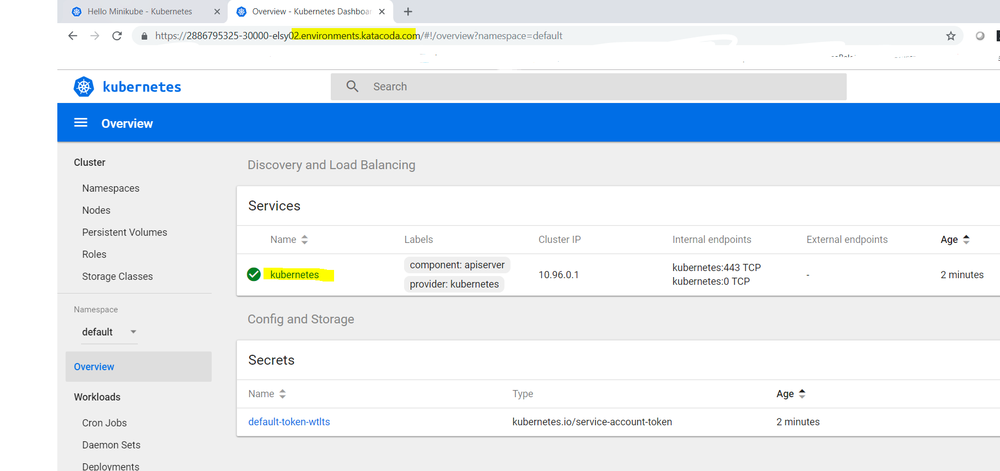 Hello Minikube - Kubernetes
Overview - Kubernetes Dashboar
https://2886795325-30000-elsy02.environments.katacoda.com/#!/overview?namespace=default
kubernetes
Search
Overview
Cluster
Namespaces
Nodes
Persistent Volumes
Roles
Storage Classes
Namespace
default
Overview
Workloads
Cron Jobs
Daemon Sets
Deployments
Discovery and Load Balancing
Services
Name Labels Cluster IP Internal endpoints External endpoints Age
kubernetes component: apiserver provider: kubernetes 10.96.0.1 kubernetes:443 TCP kubernetes:0 TCP - 2 minutes
Config and Storage
Secrets
Name Type Age
default-token-wtlts kubernetes.io/service-account-token 2 minutes